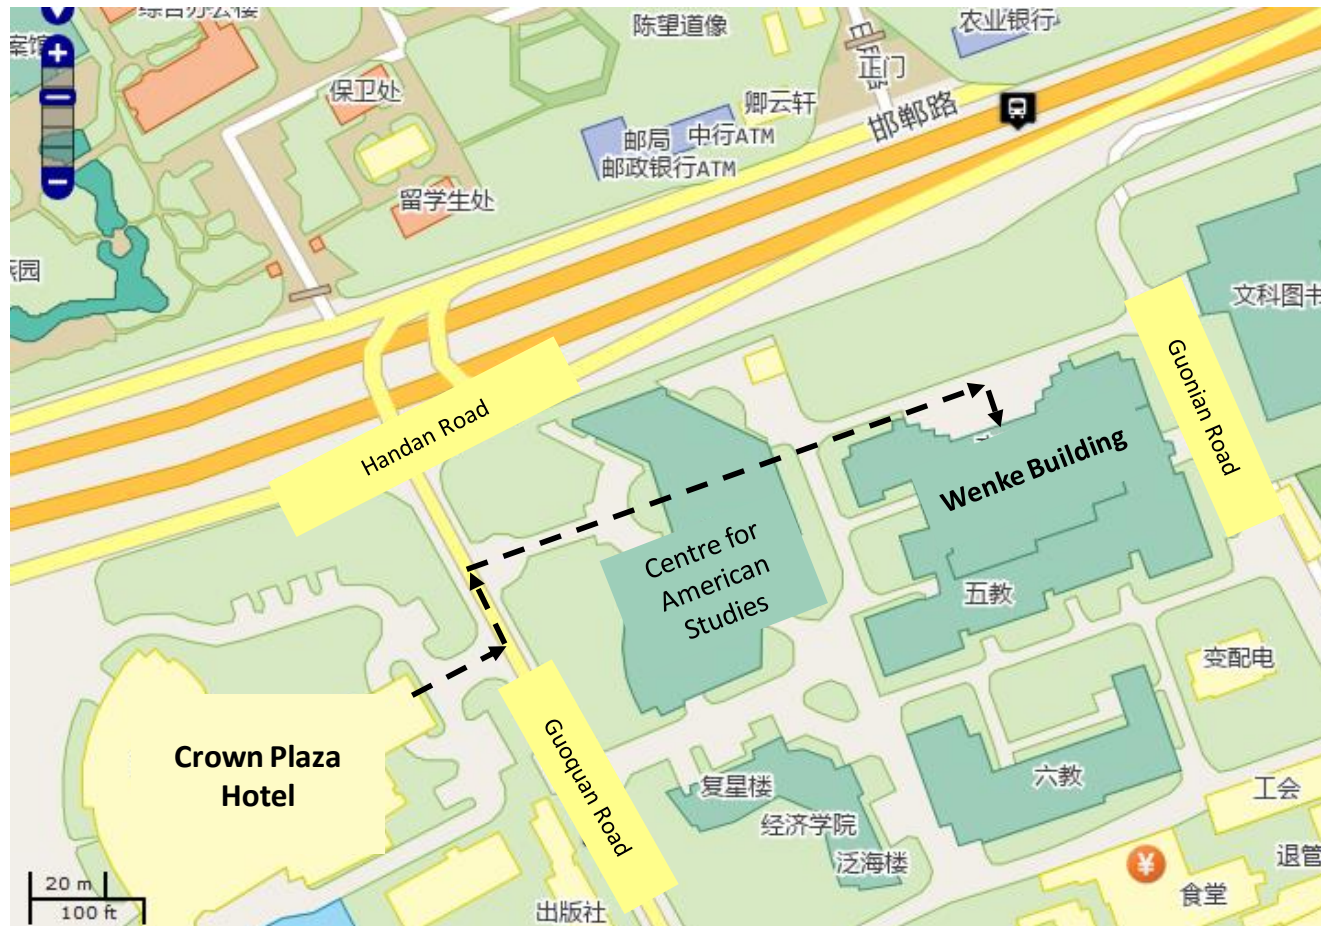 综合办公楼
陈望道像
农业银行
案馆
保卫处
正门
卿云轩
邯郸路
邮局
中行ATM
邮政银行ATM
留学生处
文科图书
Guonian Road
Handan Road
Wenke Building
Centre for
American
Studies
五教
变配电
Crown Plaza
Hotel
Guoquan Road
复星楼
六教
工会
经济学院
泛海楼
退管
食堂
¥
20 m
100 ft
出版社